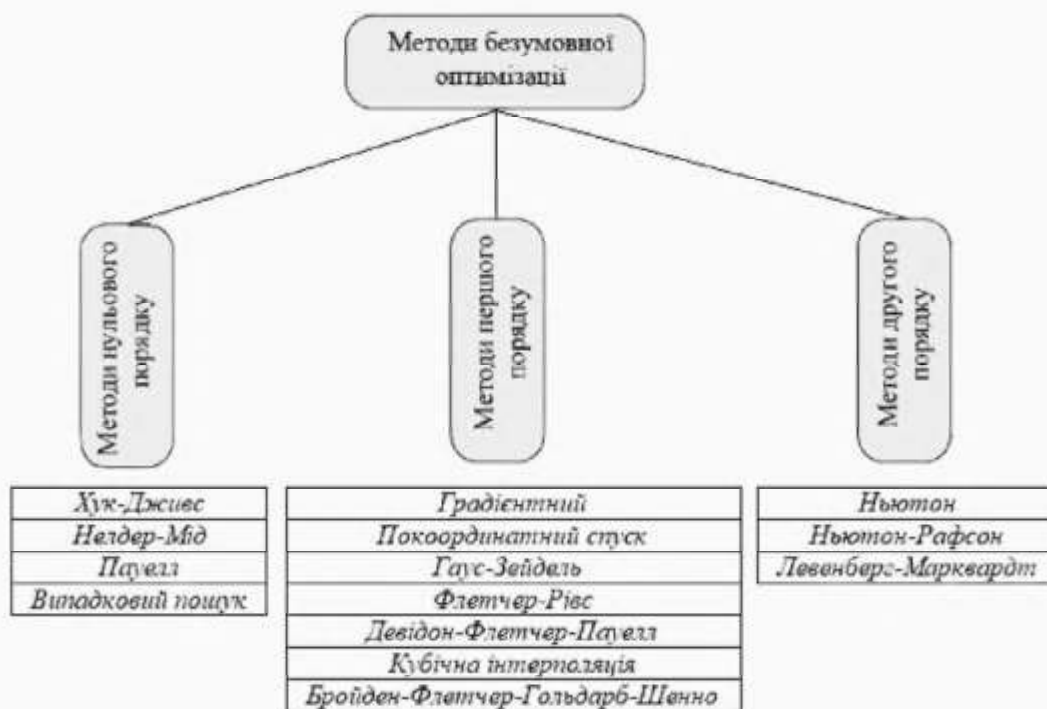 Методи безумовної
оптимізації
Методи нульового
порядку
Методи першого
порядку
Методи другого
порядку
Хук-Дживс
Нелдер-Мід
Пауелл
Випадковий пошук
Градієнтний
Покоординатний спуск
Гаус-Зейдель
Флетчер-Рівс
Девідон-Флетчер-Пауелл
Кубічна інтерполяція
Бройден-Флетчер-Гольдарб-Шенно
Ньютон
Ньютон-Рафсон
Левенберг-Марквардт